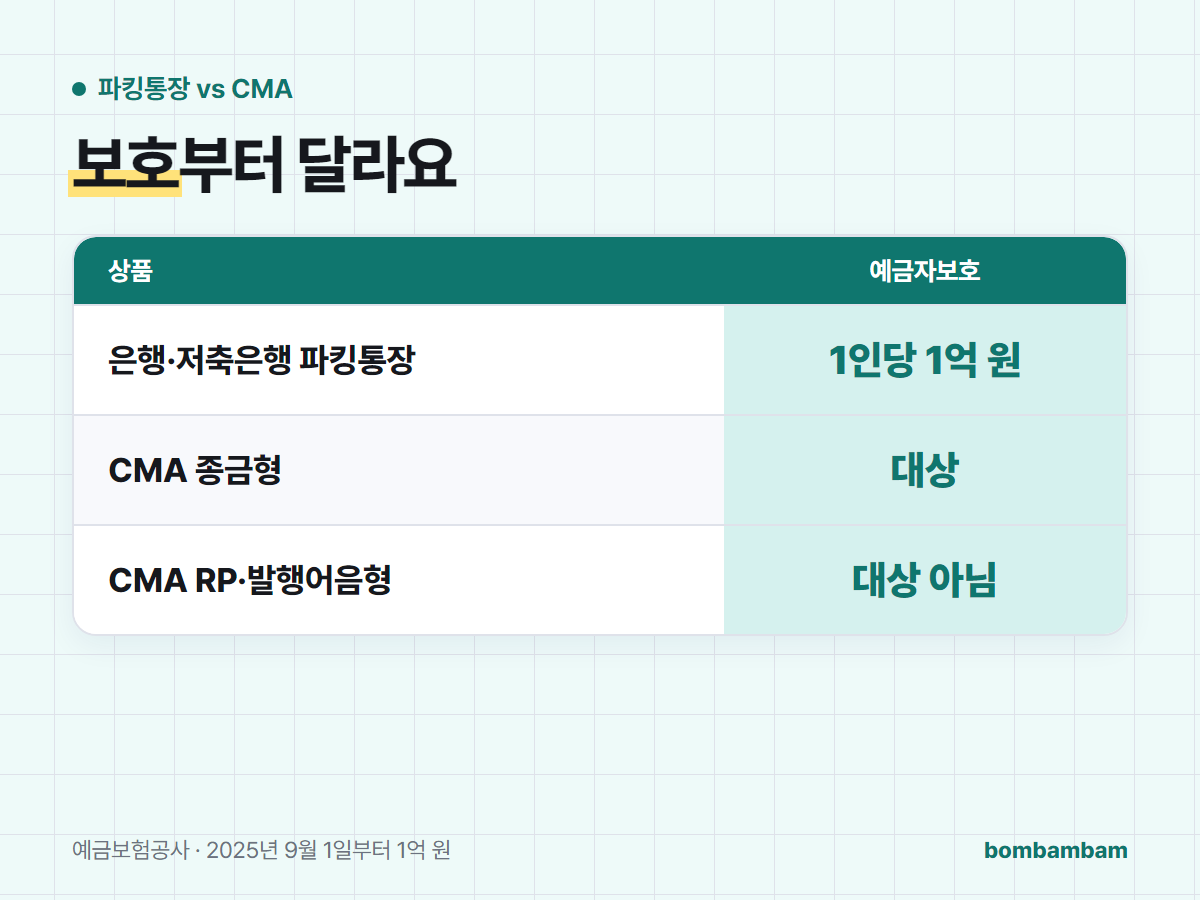 파킹통장 vs CMA
보호부터 달라요
상품 예금자보호
은행·저축은행 파킹통장 1인당 1억 원
CMA 종금형 대상
CMA RP·발행어음형 대상 아님
예금보험공사 · 2025년 9월 1일부터 1억 원
bombambam